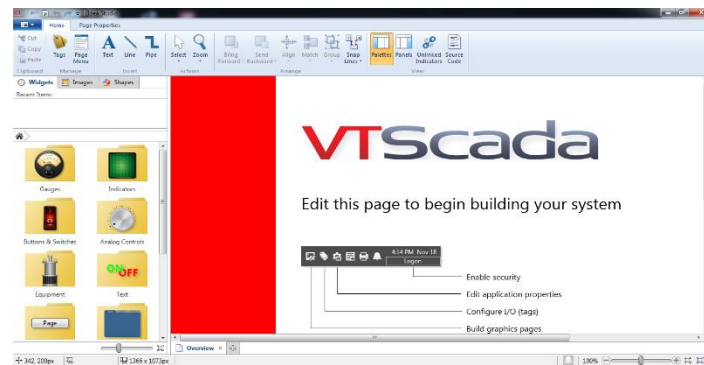 Home Page Properties
Cut
Copy
Paste
Tags
Page Menu
Text
Line
Pipe
Select
Zoom
Bring Forward
Send Backward
Align
Match
Group
Snap Lines
Palettes
Panels
Unlinked Indicators
Source Code
Clipboard Manage Insert Actions Arrange View
Widgets Images Shapes
Recent Items
VTScada
Edit this page to begin building your system
4:14 PM Nov 18
Logon
Enable security
Edit application properties
Configure I/O (tags)
Build graphics pages
Gauges Indicators
Buttons & Switches Analog Controls
ON OFF
Equipment Text
Page
Overview
342, 200px
1366 x 1073px
100%